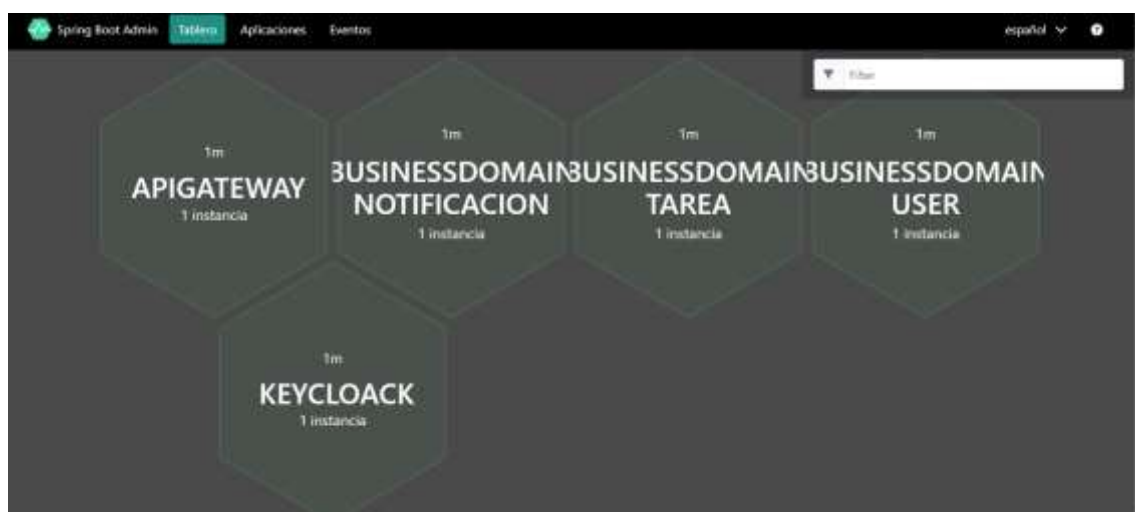 Spring Boot Admin Tablero Aplicaciones Eventos español
Filter
1m
APIGATEWAY
1 instancia
1m
BUSINESSDOMAIN
NOTIFICACION
1 instancia
1m
BUSINESSDOMAIN
TAREA
1 instancia
1m
BUSINESSDOMAIN
USER
1 instancia
1m
KEYCLOACK
1 instancia